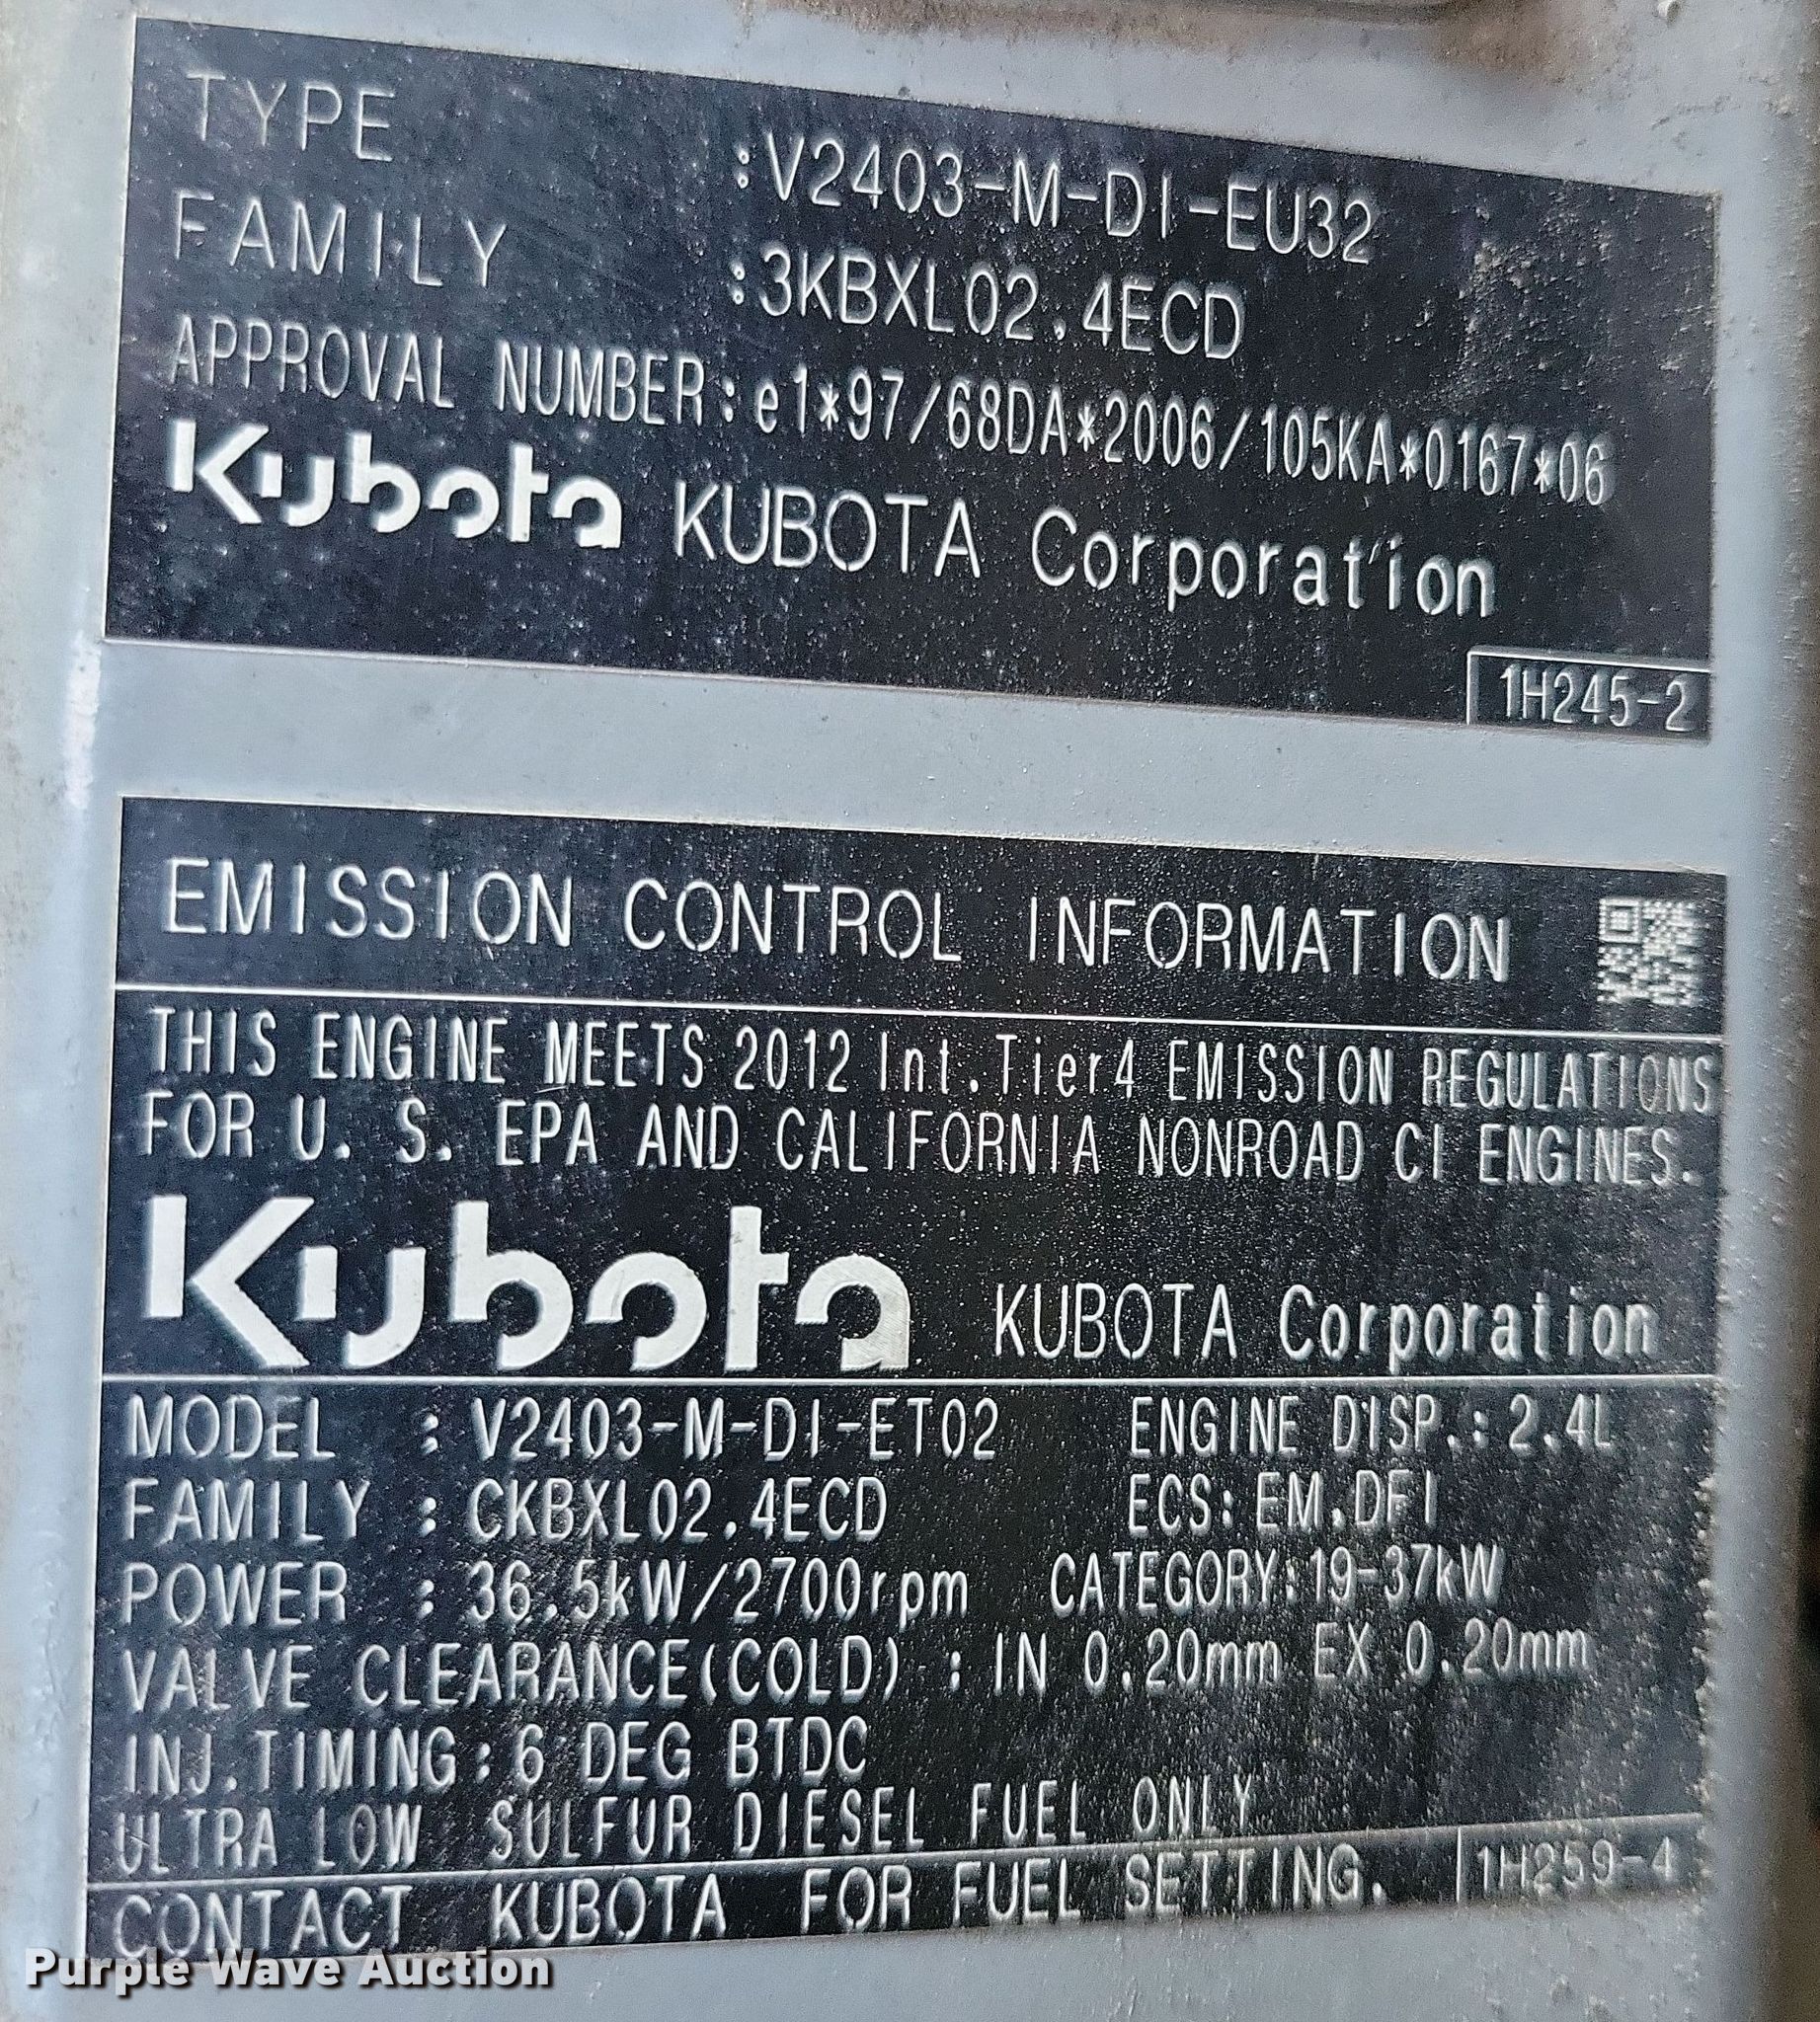 TYPE :V2403-M-DI-EU32
FAMILY :3KBXL02.4ECD
APPROVAL NUMBER:e1*97/68DA*2006/105KA*0167*06
Kubota KUBOTA Corporation
1H245-2
EMISSION CONTROL INFORMATION
THIS ENGINE MEETS 2012 Int.Tier4 EMISSION REGULATIONS
FOR U. S. EPA AND CALIFORNIA NONROAD CI ENGINES.
Kubota KUBOTA Corporation
MODEL : V2403-M-DI-ET02 ENGINE DISP.: 2.4L
FAMILY : CKBXL02.4ECD ECS: EM.DFI
POWER : 36.5kW/2700rpm CATEGORY: 19-37kW
VALVE CLEARANCE(COLD) : IN 0.20mm EX 0.20mm
INJ.TIMING: 6 DEG BTDC
ULTRA LOW SULFUR DIESEL FUEL ONLY
CONTACT KUBOTA FOR FUEL SETTING. 1H259-4
Purple Wave Auction